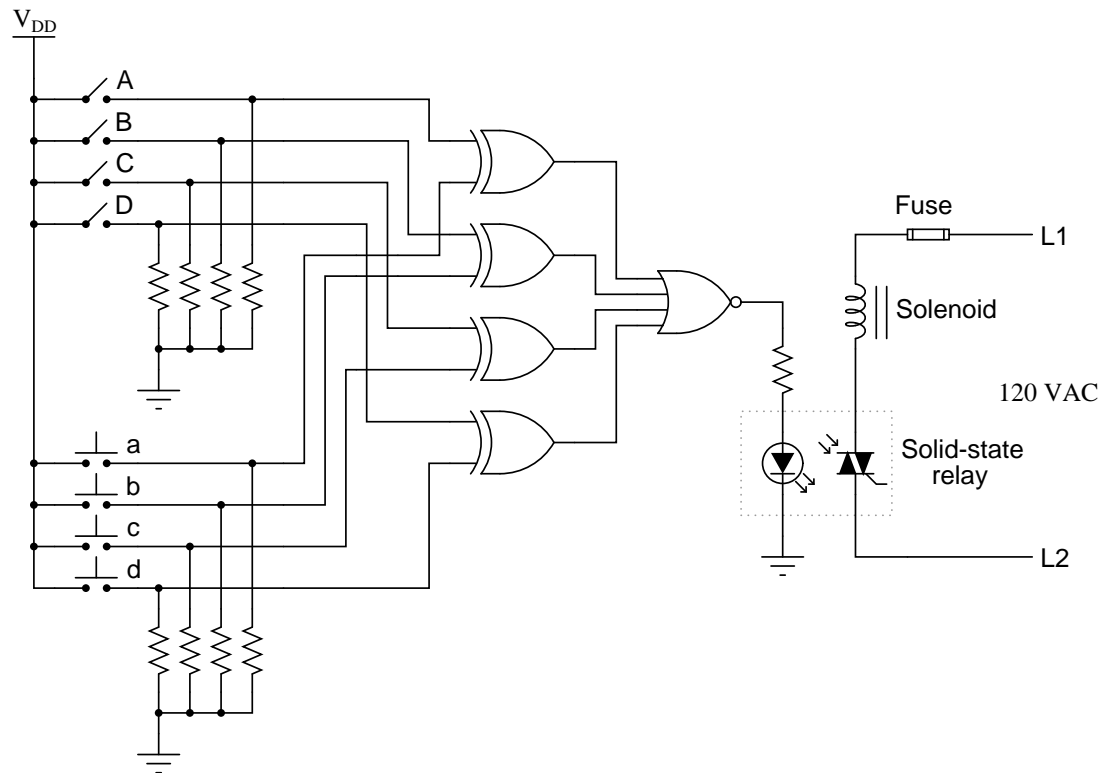 VDD
A
B
C
D
Fuse
L1
Solenoid
120 VAC
Solid-state
relay
L2
a
b
c
d